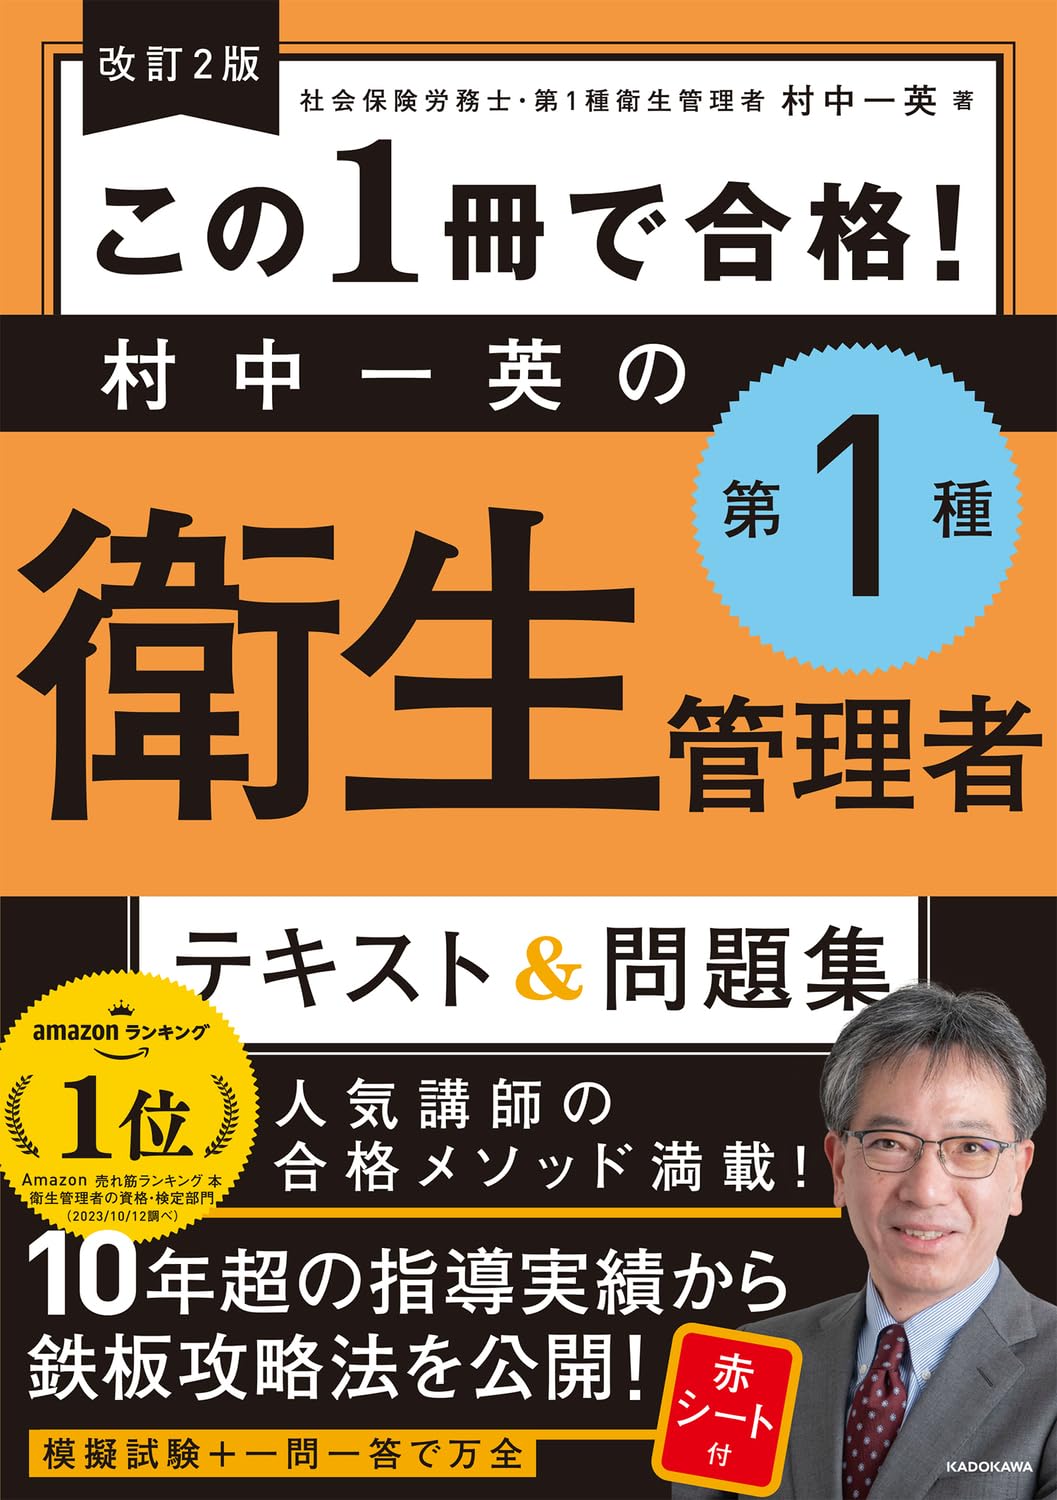 改訂2版
社会保険労務士・第1種衛生管理者 村中一英 著
この1冊で合格!
村中一英の
第1種
衛生管理者
テキスト&問題集
amazon ランキング
1位
Amazon 売れ筋ランキング 本
衛生管理者の資格・検定部門
(2023/10/12調べ)
人気講師の
合格メソッド満載!
10年超の指導実績から
鉄板攻略法を公開!
模擬試験+一問一答で万全
赤
シート
付
KADOKAWA